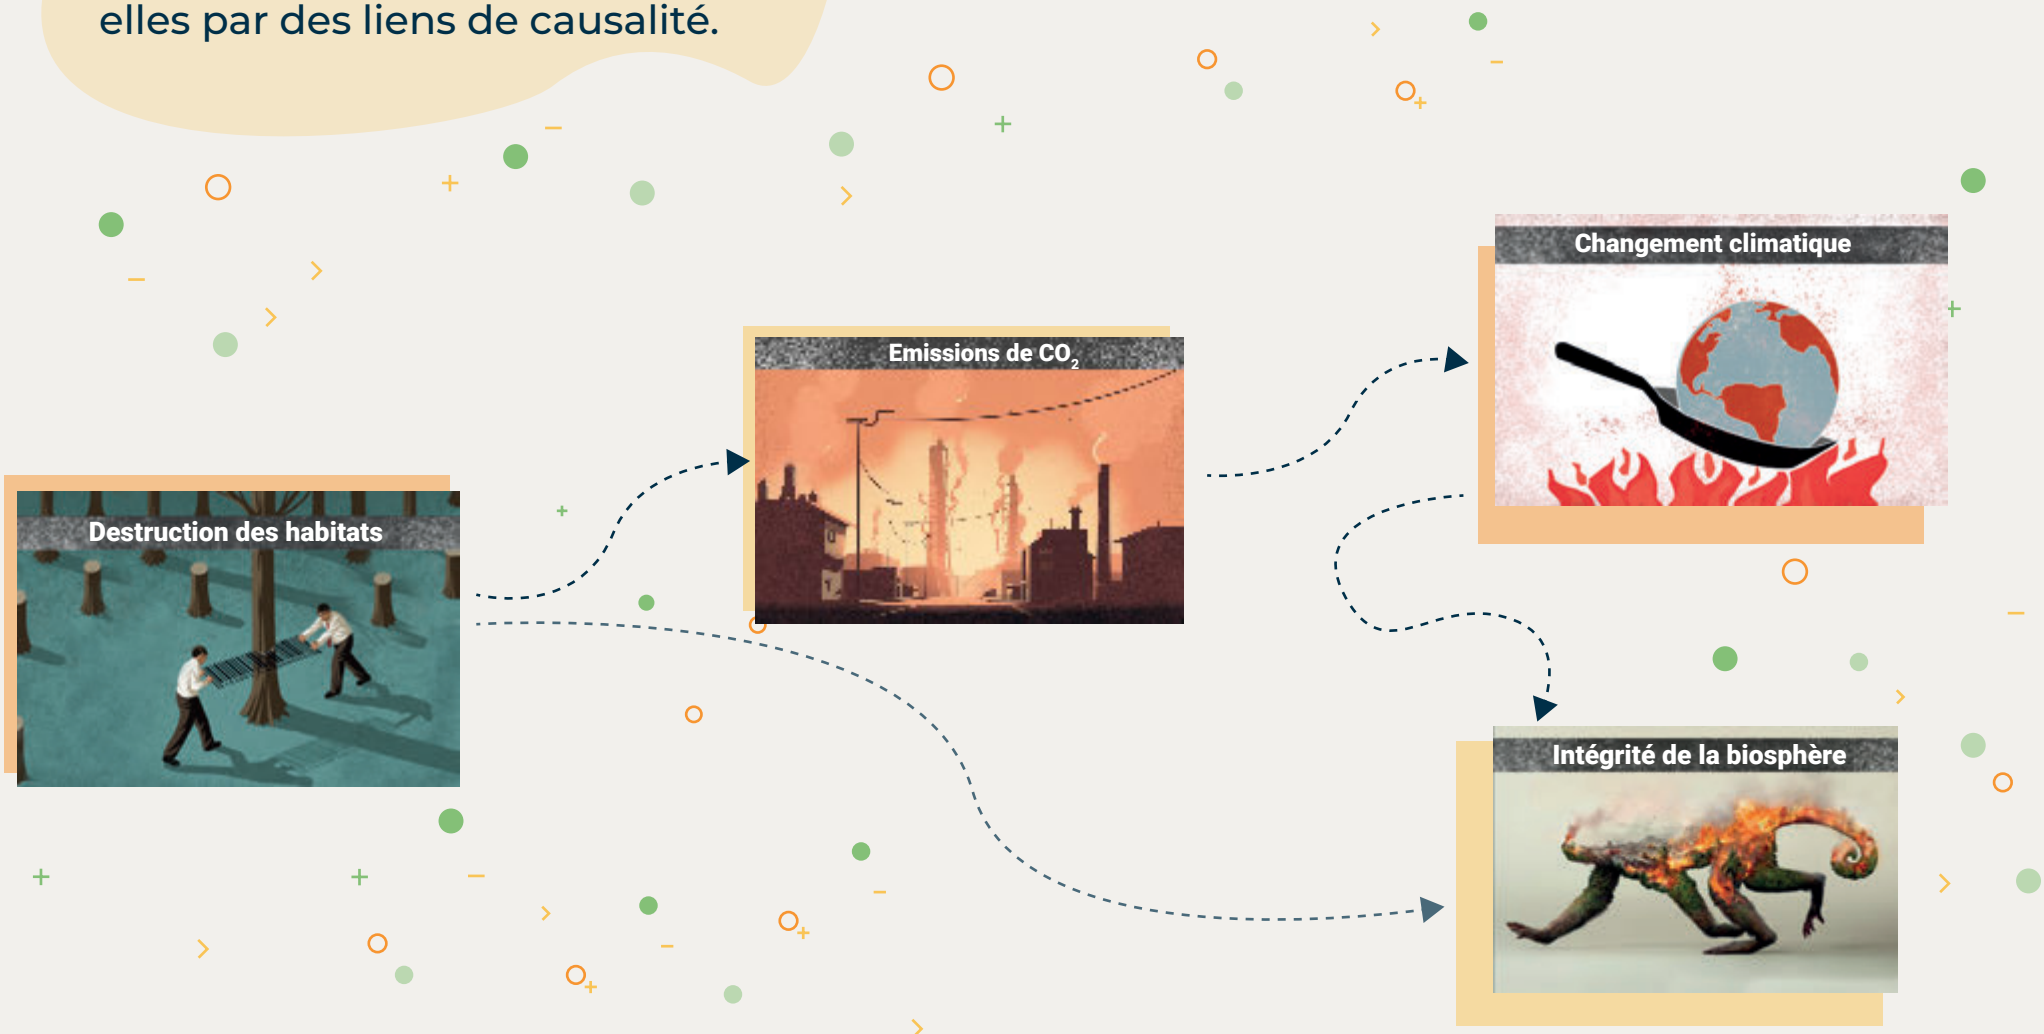 elles par des liens de causalité.
Changement climatique
Emissions de CO₂
Destruction des habitats
Intégrité de la biosphère